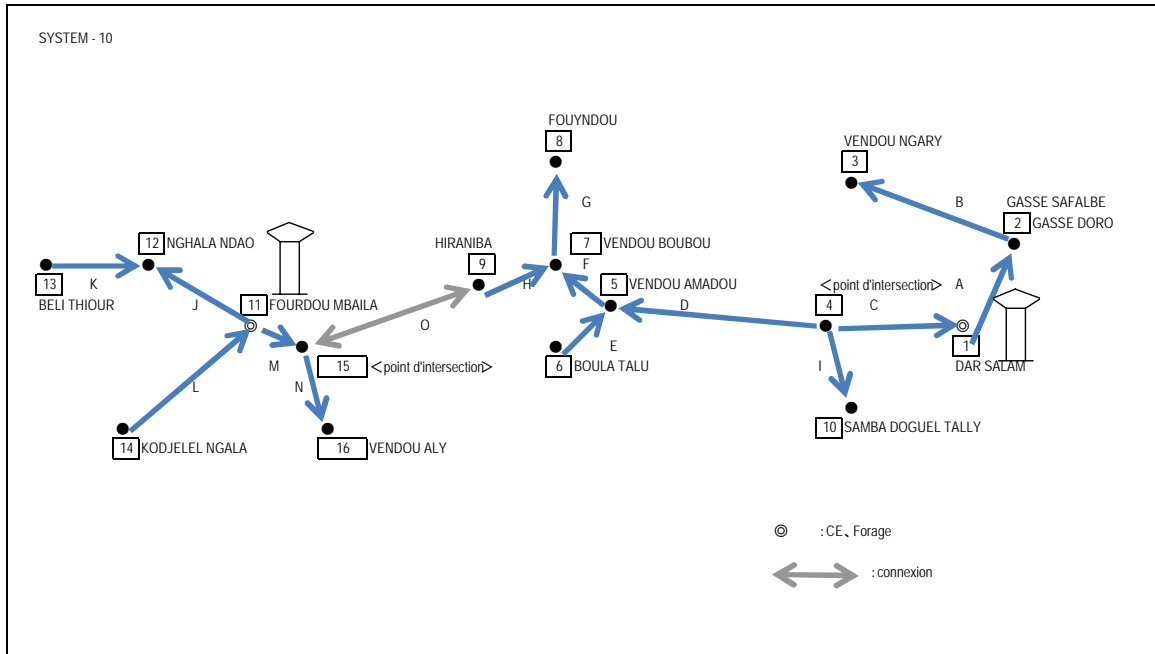 SYSTEM - 10
FOUYNDOU
8
VENDOU NGARY
3
B
GASSE SAFALBE
2 GASSE DORO
G
12 NGHALA NDAO
HIRANIBA
9
7 VENDOU BOUBOU
F
13
K
BELI THIOUR
J
11 FOURDOU MBAILA
H
5 VENDOU AMADOU
D
<point d'intersection> A
4 C
O
M
15 <point d'intersection>
E
6 BOULA TALU
1
DAR SALAM
L
N
I
14 KODJELEL NGALA
16 VENDOU ALY
10 SAMBA DOGUEL TALLY
◎ : CE、Forage
: connexion